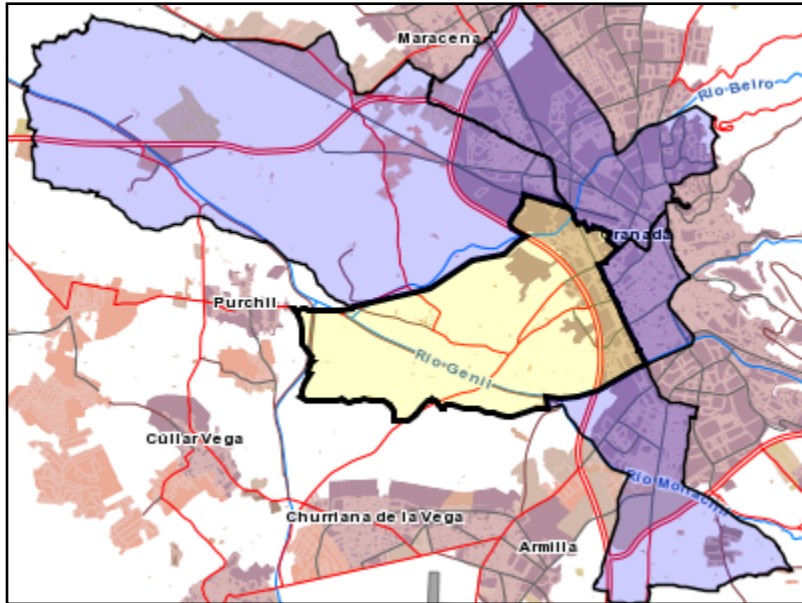 Maracena
Río Beiro
Granada
Purchil
Río Genil
Cúllar Vega
Río Monachil
Churriana de la Vega
Armilla